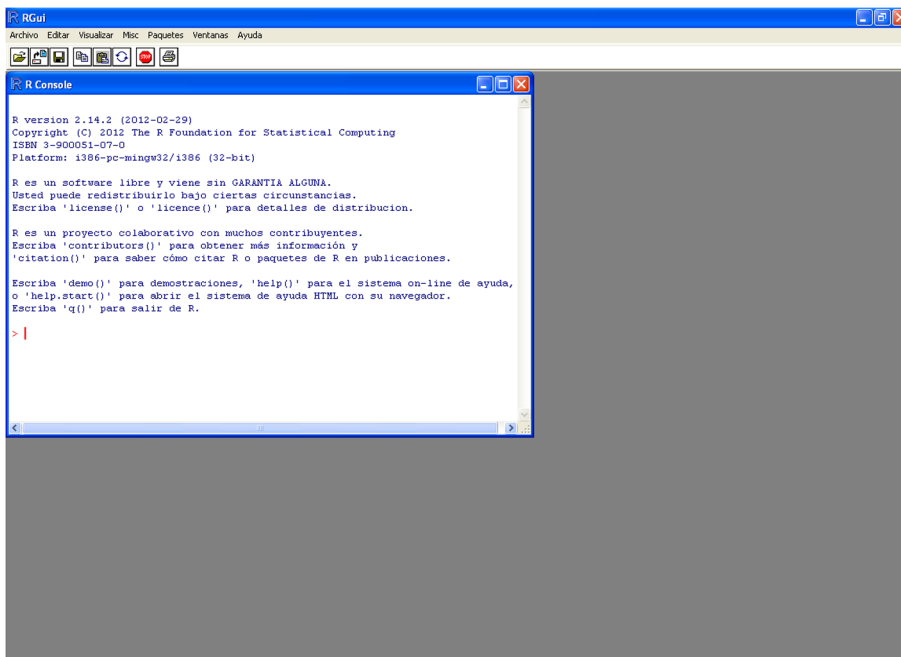 RGui
Archivo Editar Visualizar Misc Paquetes Ventanas Ayuda
STOP
R Console
R version 2.14.2 (2012-02-29)
Copyright (C) 2012 The R Foundation for Statistical Computing
ISBN 3-900051-07-0
Platform: i386-pc-mingw32/i386 (32-bit)
R es un software libre y viene sin GARANTIA ALGUNA.
Usted puede redistribuirlo bajo ciertas circunstancias.
Escriba 'license()' o 'licence()' para detalles de distribucion.
R es un proyecto colaborativo con muchos contribuyentes.
Escriba 'contributors()' para obtener más información y
'citation()' para saber cómo citar R o paquetes de R en publicaciones.
Escriba 'demo()' para demostraciones, 'help()' para el sistema on-line de ayuda,
o 'help.start()' para abrir el sistema de ayuda HTML con su navegador.
Escriba 'q()' para salir de R.
>